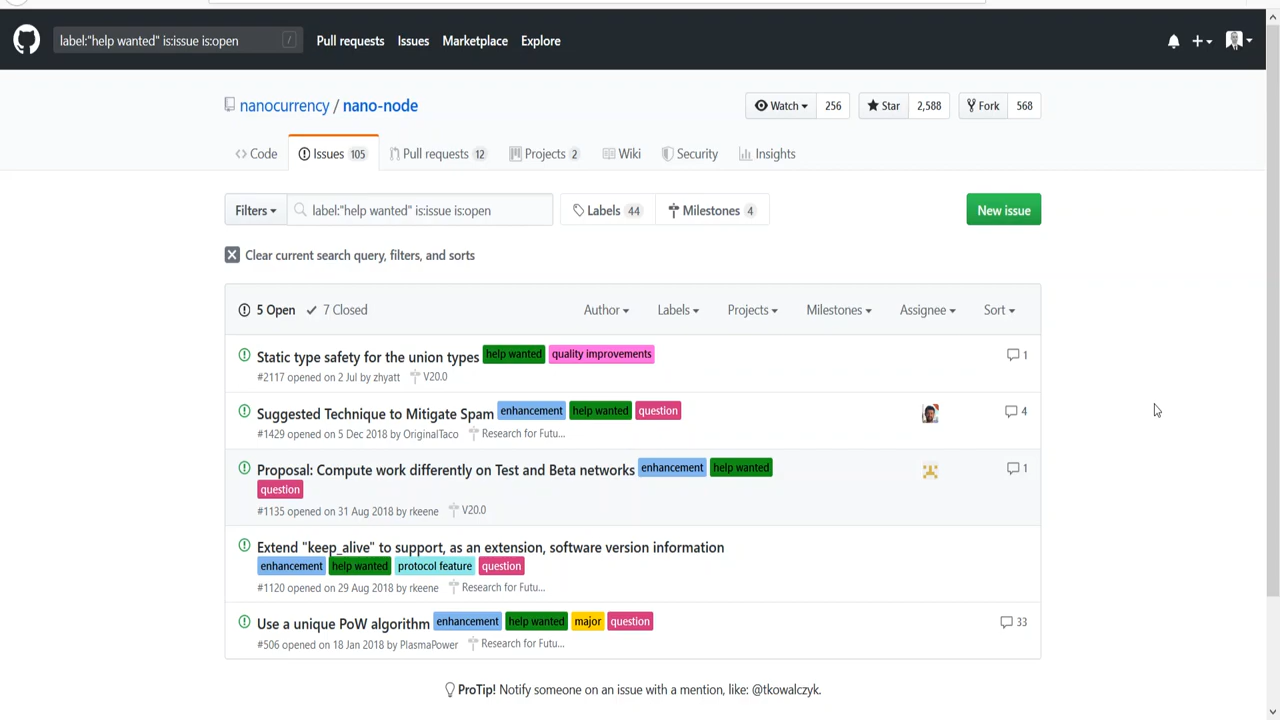 label:"help wanted" is:issue is:open / Pull requests Issues Marketplace Explore
nanocurrency / nano-node Watch 256 Star 2,588 Fork 568
Code Issues 105 Pull requests 12 Projects 2 Wiki Security Insights
Filters label:"help wanted" is:issue is:open Labels 44 Milestones 4 New issue
Clear current search query, filters, and sorts
5 Open 7 Closed Author Labels Projects Milestones Assignee Sort
Static type safety for the union types help wanted quality improvements 1
#2117 opened on 2 Jul by zhyatt V20.0
Suggested Technique to Mitigate Spam enhancement help wanted question 4
#1429 opened on 5 Dec 2018 by OriginalTaco Research for Futu...
Proposal: Compute work differently on Test and Beta networks enhancement help wanted 1
question
#1135 opened on 31 Aug 2018 by rkeene V20.0
Extend "keep_alive" to support, as an extension, software version information
enhancement help wanted protocol feature question
#1120 opened on 29 Aug 2018 by rkeene Research for Futu...
Use a unique PoW algorithm enhancement help wanted major question 33
#506 opened on 18 Jan 2018 by PlasmaPower Research for Futu...
ProTip! Notify someone on an issue with a mention, like: @tkowalczyk.